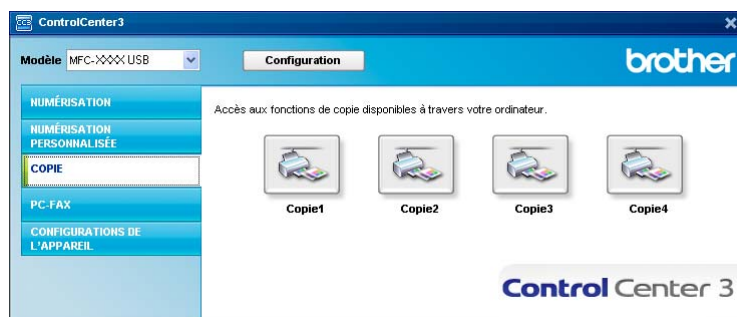 ControlCenter3
Modèle MFC-XXXX USB Configuration brother
NUMÉRISATION
NUMÉRISATION
PERSONNALISÉE
COPIE
PC-FAX
CONFIGURATIONS DE
L'APPAREIL
Accès aux fonctions de copie disponibles à travers votre ordinateur.
Copie1 Copie2 Copie3 Copie4
Control Center 3